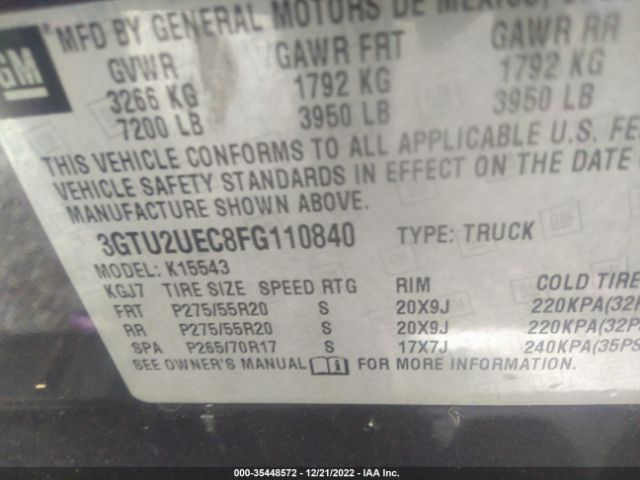 GM
MFD BY GENERAL MOTORS DE MEXICO,
GVWR GAWR FRT GAWR RR
3266 KG 1792 KG 1792 KG
7200 LB 3950 LB 3950 LB
THIS VEHICLE CONFORMS TO ALL APPLICABLE U.S. FE
VEHICLE SAFETY STANDARDS IN EFFECT ON THE DATE
MANUFACTURE SHOWN ABOVE.
3GTU2UEC8FG110840 TYPE: TRUCK
MODEL: K15543
KGJ7 TIRE SIZE SPEED RTG RIM COLD TIRE
FRT P275/55R20 S 20X9J 220KPA(32P
RR P275/55R20 S 20X9J 220KPA(32P
SPA P265/70R17 S 17X7J 240KPA(35PS
SEE OWNER'S MANUAL FOR MORE INFORMATION.
000-35448572 - 12/21/2022 - IAA Inc.